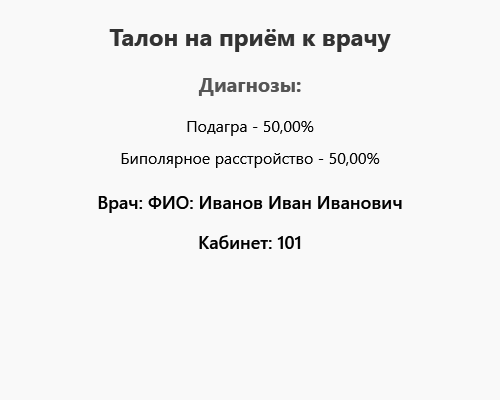 Талон на приём к врачу
Диагнозы:
Подагра - 50,00%
Биполярное расстройство - 50,00%
Врач: ФИО: Иванов Иван Иванович
Кабинет: 101